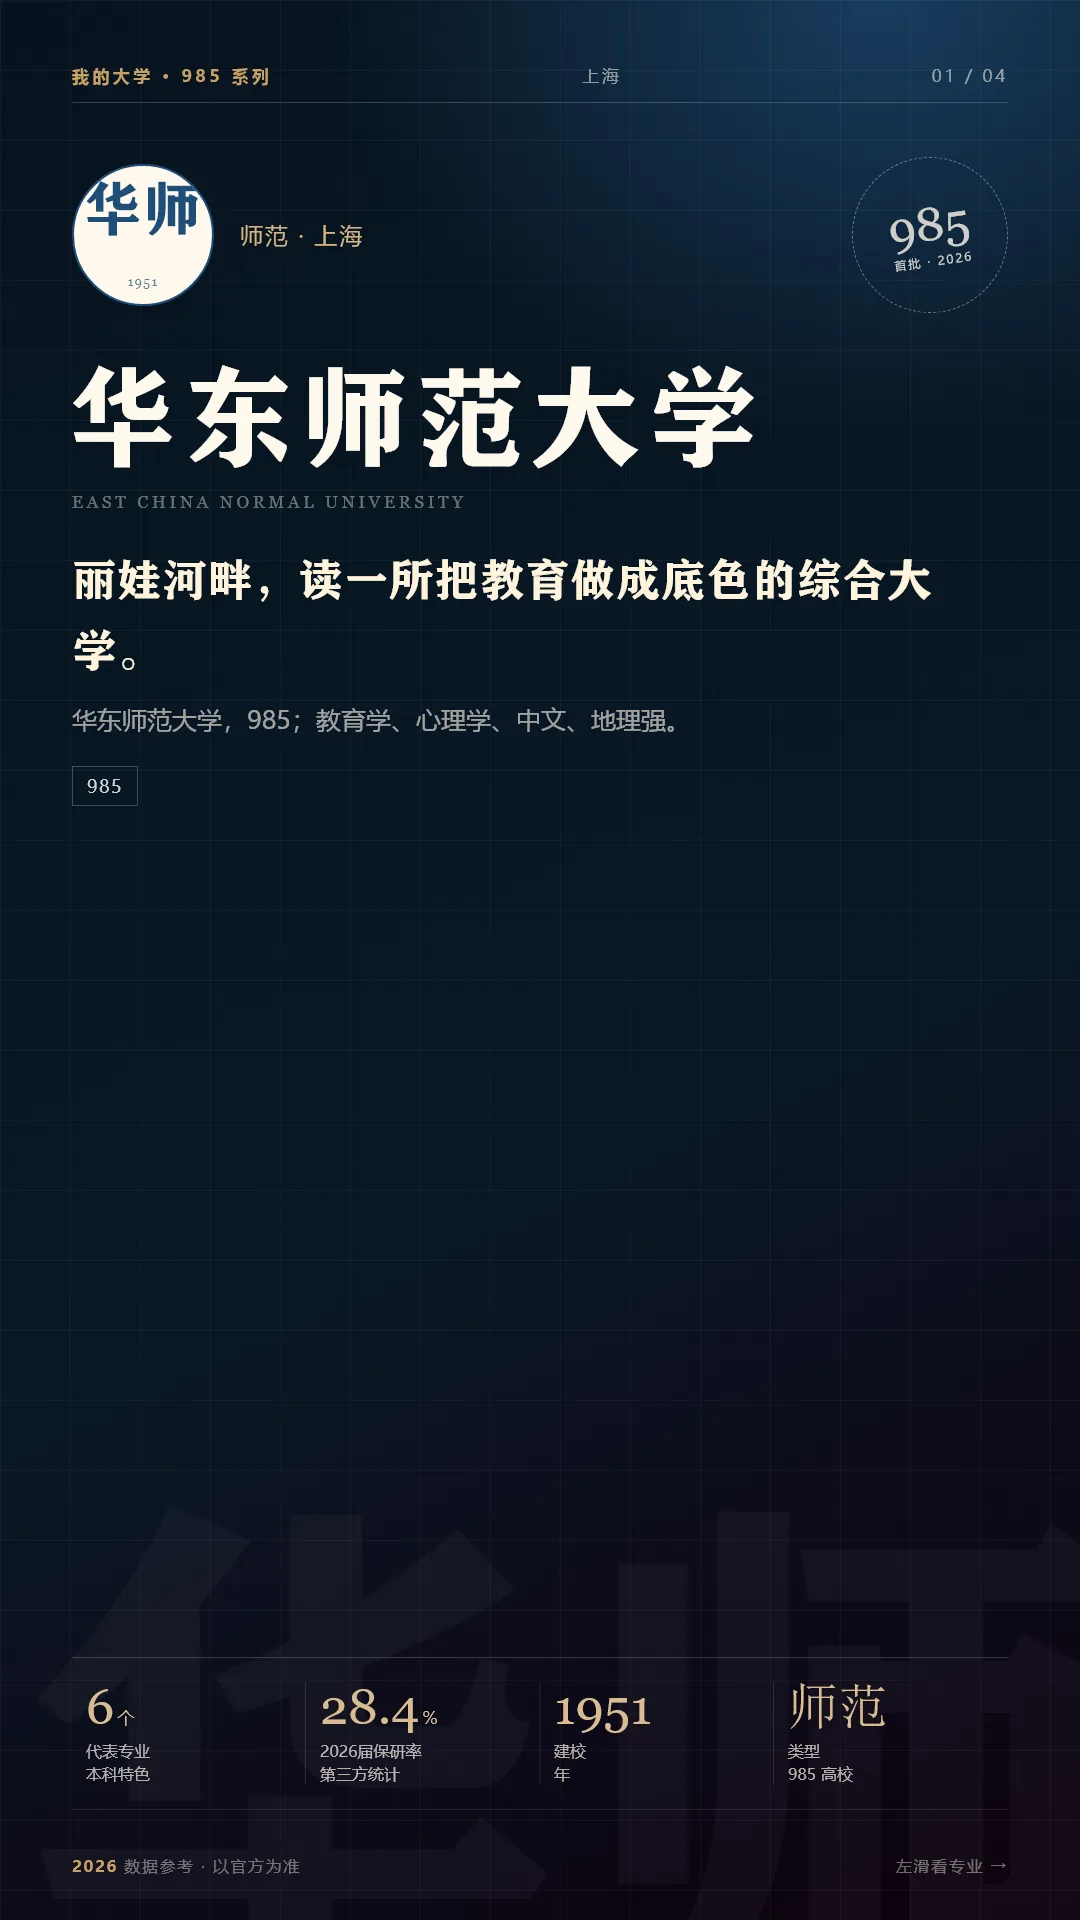 我的大学 · 985 系列
上海
01 / 04
华师
1951
师范 · 上海
985
首批 · 2026
华东师范大学
EAST CHINA NORMAL UNIVERSITY
丽娃河畔，读一所把教育做成底色的综合大
学。
华东师范大学，985；教育学、心理学、中文、地理强。
985
华师
6个
代表专业
本科特色
28.4%
2026届保研率
第三方统计
1951
建校
年
师范
类型
985 高校
2026 数据参考 · 以官方为准
左滑看专业 →